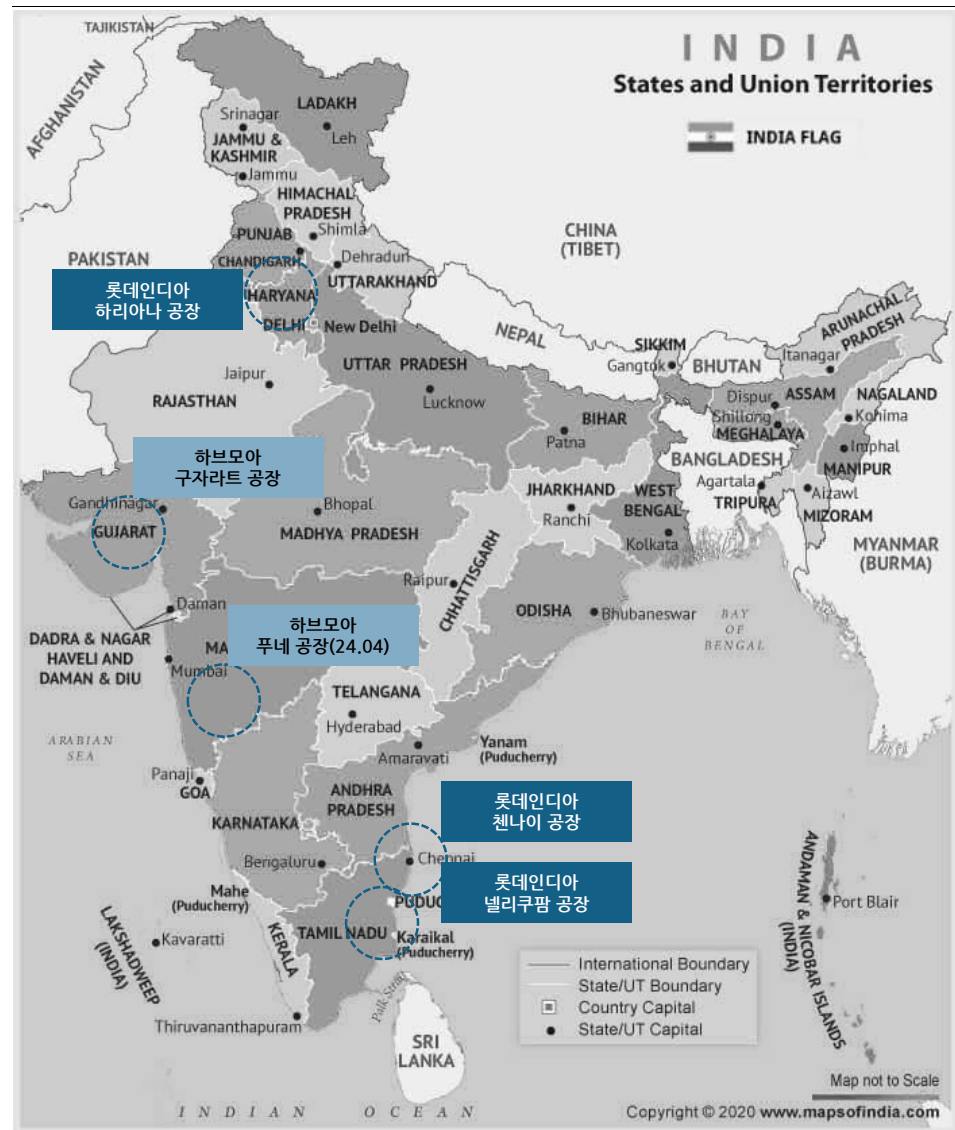 INDIA
States and Union Territories
INDIA FLAG
TAJIKISTAN
AFGHANISTAN
LADAKH
Srinagar
Leh
JAMMU &
KASHMIR
Jammu
HIMACHAL
PRADESH
Shimla
PUNJAB
CHANDIGARH
Dehradun
UTTARAKHAND
PAKISTAN
CHINA
(TIBET)
롯데인디아
하리아나 공장
HARYANA
DELHI
New Delhi
NEPAL
SIKKIM
Gangtok
BHUTAN
ARUNACHAL
PRADESH
Itanagar
UTTAR PRADESH
Lucknow
Jaipur
RAJASTHAN
Dispur
ASSAM
NAGALAND
Shillong
Kohima
MEGHALAYA
Imphal
MANIPUR
BIHAR
Patna
BANGLADESH
Agartala
TRIPURA
Aizawl
MIZORAM
하브모아
구자라트 공장
Gandhinagar
GUJARAT
Bhopal
MADHYA PRADESH
JHARKHAND
Ranchi
WEST
BENGAL
Kolkata
MYANMAR
(BURMA)
Raipur
CHHATTISGARH
ODISHA
Bhubaneswar
BAY
OF
BENGAL
Daman
DADRA & NAGAR
HAVELI AND
DAMAN & DIU
하브모아
푸네 공장(24.04)
MA
Mumbai
TELANGANA
Hyderabad
ARABIAN
SEA
Amaravati
Yanam
(Puducherry)
Panaji
GOA
ANDHRA
PRADESH
KARNATAKA
롯데인디아
첸나이 공장
Bengaluru
Chennai
롯데인디아
넬리쿠팜 공장
Mahe
(Puducherry)
PUDUC
LAKSHADWEEP
(INDIA)
Kavaratti
KERALA
TAMIL NADU
Karaikal
(Puducherry)
ANDAMAN & NICOBAR ISLANDS
(INDIA)
Port Blair
Palk Strait
Thiruvananthapuram
SRI
LANKA
International Boundary
State/UT Boundary
Country Capital
State/UT Capital
INDIAN OCEAN
Map not to Scale
Copyright © 2020 www.mapsofindia.com